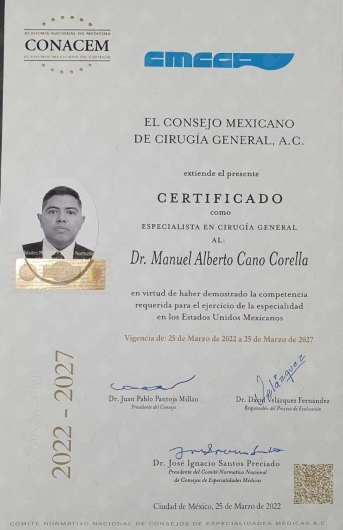 ACADEMIA NACIONAL DE MEDICINA
CONACEM
ACADEMIA MEXICANA DE CIRUGÍA
cmcga
EL CONSEJO MEXICANO
DE CIRUGÍA GENERAL, A.C.
extiende el presente
CERTIFICADO
como
ESPECIALISTA EN CIRUGÍA GENERAL
AL:
Dr. Manuel Alberto Cano Corella
en virtud de haber demostrado la competencia
requerida para el ejercicio de la especialidad
en los Estados Unidos Mexicanos
Vigencia de: 25 de Marzo de 2022 a 25 de Marzo de 2027
2022 - 2027
Velázquez
Dr. Juan Pablo Pantoja Millán
Presidente del Consejo
Dr. David Velázquez Fernández
Responsable del Proceso de Evaluación
Dr. José Ignacio Santos Preciado
Presidente del Comité Normativo Nacional
de Consejos de Especialidades Médicas
Ciudad de México, 25 de Marzo de 2022
COMITÉ NORMATIVO NACIONAL DE CONSEJOS DE ESPECIALIDADES MÉDICAS A.C.